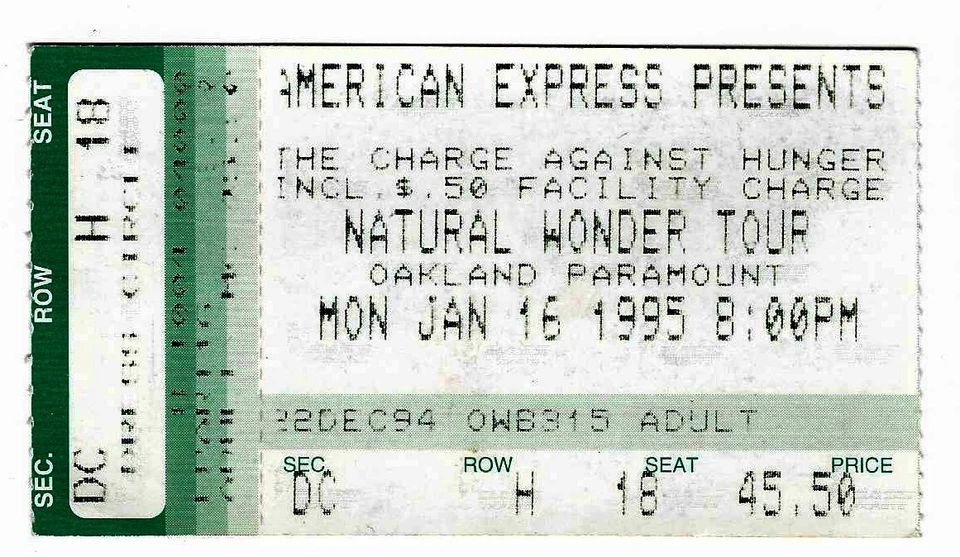 SEC. ROW SEAT
DC H 18
AMERICAN EXPRESS PRESENTS
THE CHARGE AGAINST HUNGER
INCL.$.50 FACILITY CHARGE
NATURAL WONDER TOUR
OAKLAND PARAMOUNT
MON JAN 16 1995 8:00PM
22DEC94 OWB315 ADULT
SEC. ROW SEAT PRICE
DC H 18 45.50